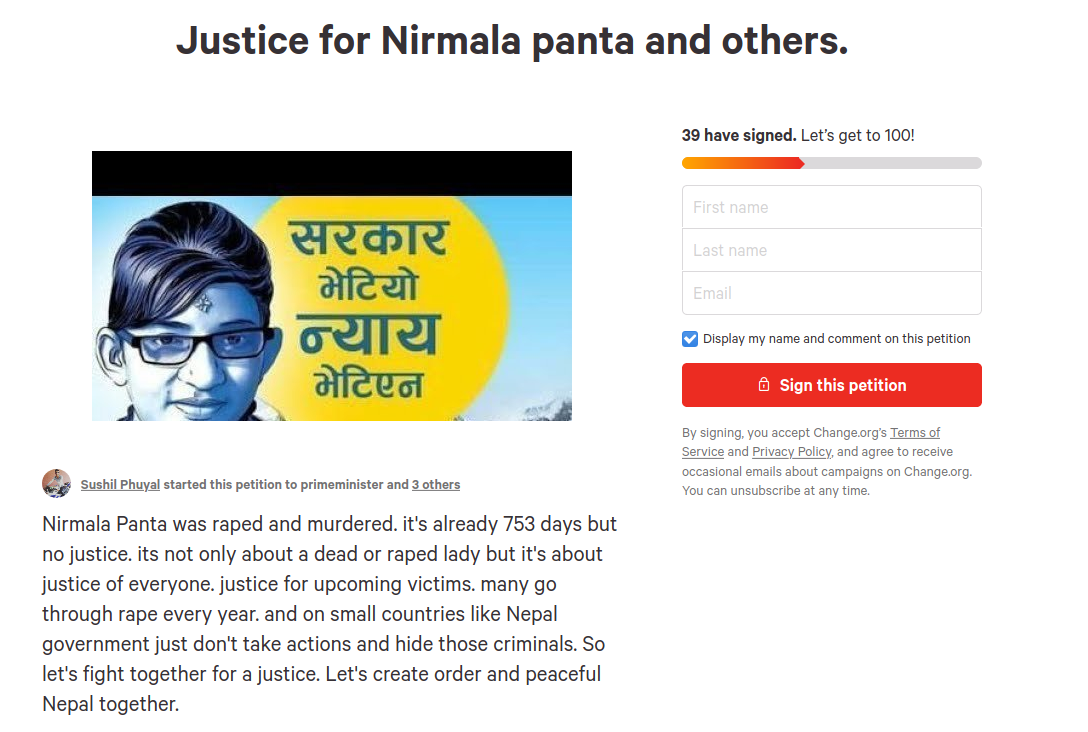 Justice for Nirmala panta and others.
सरकार
भेटियो
न्याय
भेटिएन
Sushil Phuyal started this petition to primeminister and 3 others
Nirmala Panta was raped and murdered. it's already 753 days but
no justice. its not only about a dead or raped lady but it's about
justice of everyone. justice for upcoming victims. many go
through rape every year. and on small countries like Nepal
government just don't take actions and hide those criminals. So
let's fight together for a justice. Let's create order and peaceful
Nepal together.
39 have signed. Let’s get to 100!
First name
Last name
Email
Display my name and comment on this petition
Sign this petition
By signing, you accept Change.org’s Terms of
Service and Privacy Policy, and agree to receive
occasional emails about campaigns on Change.org.
You can unsubscribe at any time.